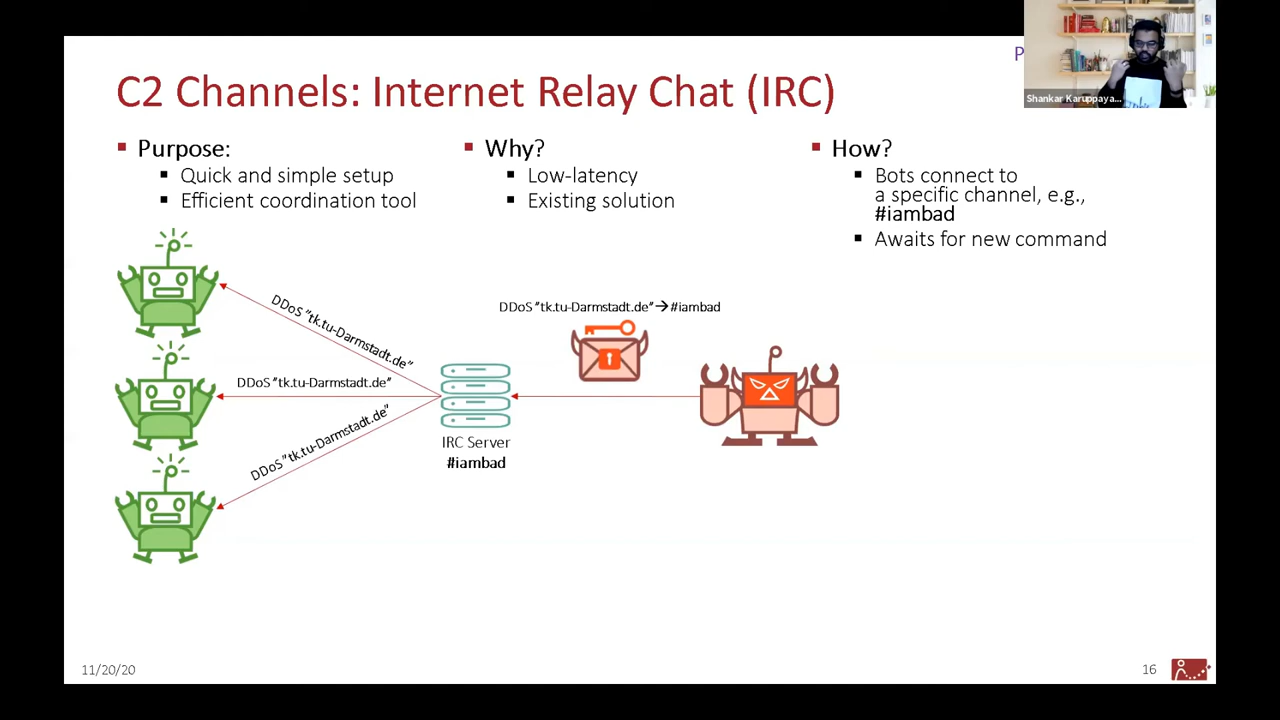 P
Shankar Karuppaya...
C2 Channels: Internet Relay Chat (IRC)
▪ Purpose:
▪ Quick and simple setup
▪ Efficient coordination tool
▪ Why?
▪ Low-latency
▪ Existing solution
▪ How?
▪ Bots connect to
a specific channel, e.g.,
#iambad
▪ Awaits for new command
DDoS "tk.tu-Darmstadt.de"
DDoS "tk.tu-Darmstadt.de"
DDoS "tk.tu-Darmstadt.de"
DDoS "tk.tu-Darmstadt.de"→#iambad
IRC Server
#iambad
11/20/20
16